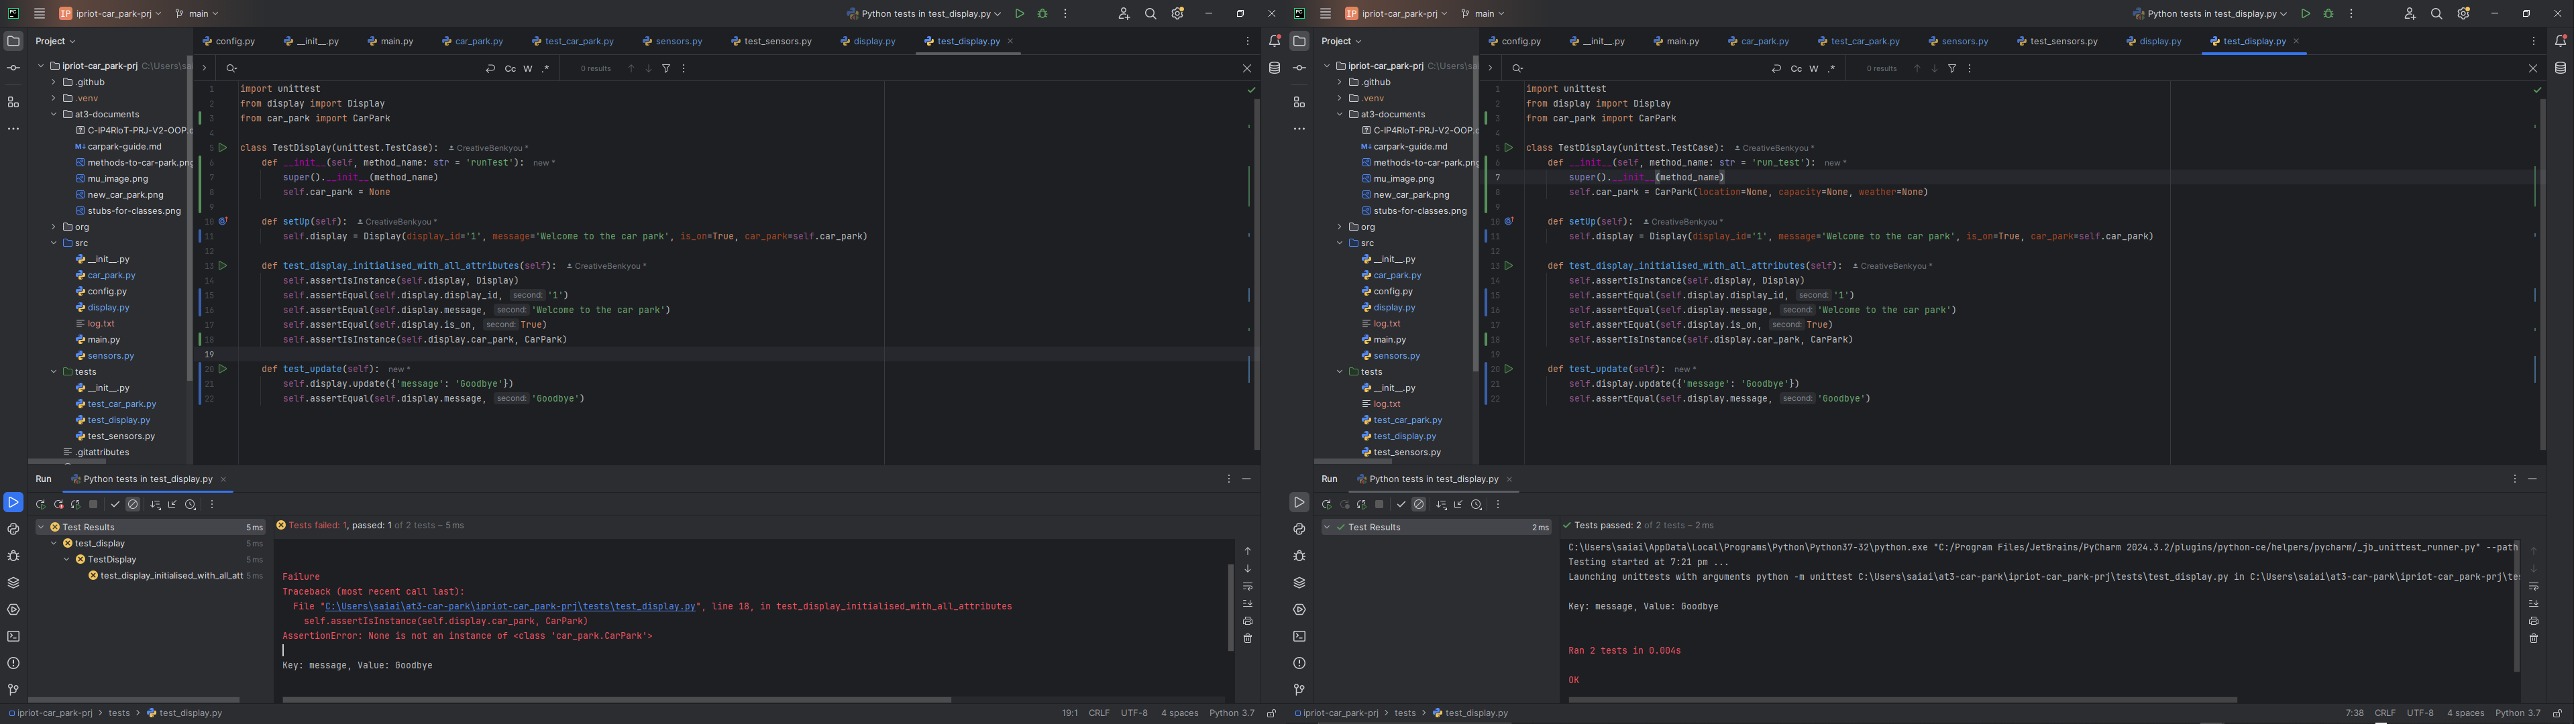 ipriot-car_park-prj main Python tests in test_display.py
Project config.py __init__.py main.py car_park.py test_car_park.py sensors.py test_sensors.py display.py test_display.py
ipriot-car_park-prj C:\Users\sai
.github
.venv
at3-documents
C-IP4RIoT-PRJ-V2-OOP.d
carpark-guide.md
methods-to-car-park.png
mu_image.png
new_car_park.png
stubs-for-classes.png
org
src
__init__.py
car_park.py
config.py
display.py
log.txt
main.py
sensors.py
tests
__init__.py
test_car_park.py
test_display.py
test_sensors.py
.gitattributes
Cc W .* 0 results
1 import unittest
2 from display import Display
3 from car_park import CarPark
4
5 class TestDisplay(unittest.TestCase): CreativeBenkyou *
6 def __init__(self, method_name: str = 'runTest'): new *
7 super().__init__(method_name)
8 self.car_park = None
9
10 def setUp(self): CreativeBenkyou *
11 self.display = Display(display_id='1', message='Welcome to the car park', is_on=True, car_park=self.car_park)
12
13 def test_display_initialised_with_all_attributes(self): CreativeBenkyou *
14 self.assertIsInstance(self.display, Display)
15 self.assertEqual(self.display.display_id, second: '1')
16 self.assertEqual(self.display.message, second: 'Welcome to the car park')
17 self.assertEqual(self.display.is_on, second: True)
18 self.assertIsInstance(self.display.car_park, CarPark)
19
20 def test_update(self): new *
21 self.display.update({'message': 'Goodbye'})
22 self.assertEqual(self.display.message, second: 'Goodbye')
Run Python tests in test_display.py
Test Results 5 ms
test_display 5 ms
TestDisplay 5 ms
test_display_initialised_with_all_att 5 ms
Tests failed: 1, passed: 1 of 2 tests – 5 ms
Failure
Traceback (most recent call last):
File "C:\Users\saiai\at3-car-park\ipriot-car_park-prj\tests\test_display.py", line 18, in test_display_initialised_with_all_attributes
self.assertIsInstance(self.display.car_park, CarPark)
AssertionError: None is not an instance of <class 'car_park.CarPark'>
Key: message, Value: Goodbye
ipriot-car_park-prj > tests > test_display.py 19:1 CRLF UTF-8 4 spaces Python 3.7
ipriot-car_park-prj main Python tests in test_display.py
Project config.py __init__.py main.py car_park.py test_car_park.py sensors.py test_sensors.py display.py test_display.py
ipriot-car_park-prj C:\Users\sai
.github
.venv
at3-documents
C-IP4RIoT-PRJ-V2-OOP.d
carpark-guide.md
methods-to-car-park.png
mu_image.png
new_car_park.png
stubs-for-classes.png
org
src
__init__.py
car_park.py
config.py
display.py
log.txt
main.py
sensors.py
tests
__init__.py
log.txt
test_car_park.py
test_display.py
test_sensors.py
Cc W .* 0 results
1 import unittest
2 from display import Display
3 from car_park import CarPark
4
5 class TestDisplay(unittest.TestCase): CreativeBenkyou *
6 def __init__(self, method_name: str = 'run_test'): new *
7 super().__init__(method_name)
8 self.car_park = CarPark(location=None, capacity=None, weather=None)
9
10 def setUp(self): CreativeBenkyou *
11 self.display = Display(display_id='1', message='Welcome to the car park', is_on=True, car_park=self.car_park)
12
13 def test_display_initialised_with_all_attributes(self): CreativeBenkyou *
14 self.assertIsInstance(self.display, Display)
15 self.assertEqual(self.display.display_id, second: '1')
16 self.assertEqual(self.display.message, second: 'Welcome to the car park')
17 self.assertEqual(self.display.is_on, second: True)
18 self.assertIsInstance(self.display.car_park, CarPark)
19
20 def test_update(self): new *
21 self.display.update({'message': 'Goodbye'})
22 self.assertEqual(self.display.message, second: 'Goodbye')
Run Python tests in test_display.py
Test Results 2 ms
Tests passed: 2 of 2 tests – 2 ms
C:\Users\saiai\AppData\Local\Programs\Python\Python37-32\python.exe "C:/Program Files/JetBrains/PyCharm 2024.3.2/plugins/python-ce/helpers/pycharm/_jb_unittest_runner.py" --path
Testing started at 7:21 pm ...
Launching unittests with arguments python -m unittest C:\Users\saiai\at3-car-park\ipriot-car_park-prj\tests\test_display.py in C:\Users\saiai\at3-car-park\ipriot-car_park-prj\tes
Key: message, Value: Goodbye
Ran 2 tests in 0.004s
OK
ipriot-car_park-prj > tests > test_display.py 7:38 CRLF UTF-8 4 spaces Python 3.7